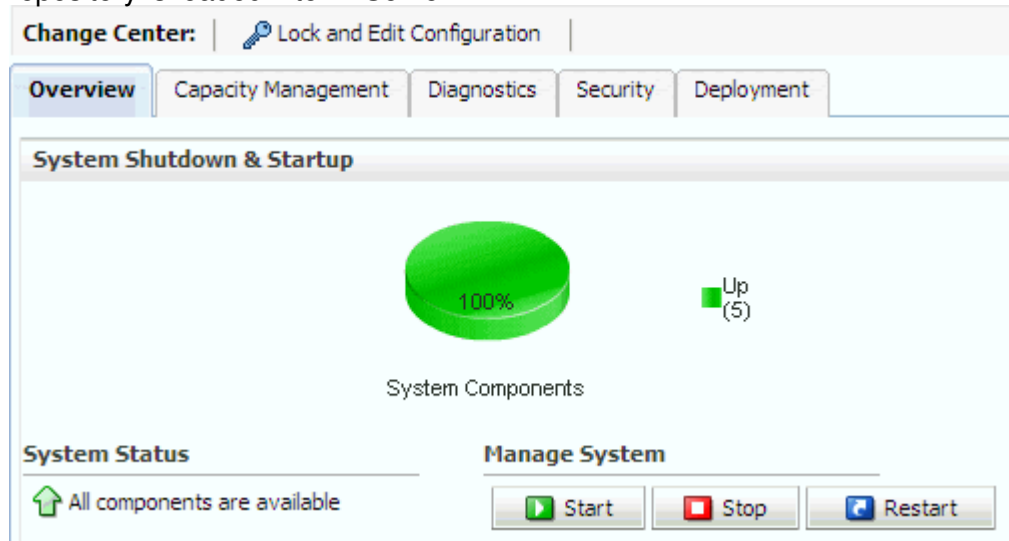 Change Center: Lock and Edit Configuration
Overview Capacity Management Diagnostics Security Deployment
System Shutdown & Startup
100%
Up
(5)
System Components
System Status Manage System
All components are available Start Stop Restart